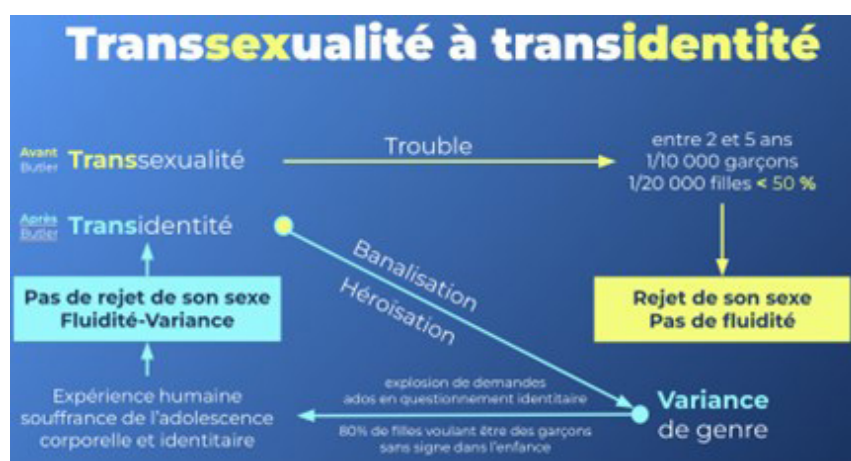 Transsexualité à transidentité
Avant
Butler
Transsexualité
Trouble
entre 2 et 5 ans
1/10 000 garçons
1/20 000 filles < 50 %
Après
Butler
Transidentité
Banalisation
Héroïsation
Pas de rejet de son sexe
Fluidité-Variance
Rejet de son sexe
Pas de fluidité
Expérience humaine
souffrance de l'adolescence
corporelle et identitaire
explosion de demandes
ados en questionnement identitaire
80% de filles voulant être des garçons
sans signe dans l'enfance
Variance
de genre